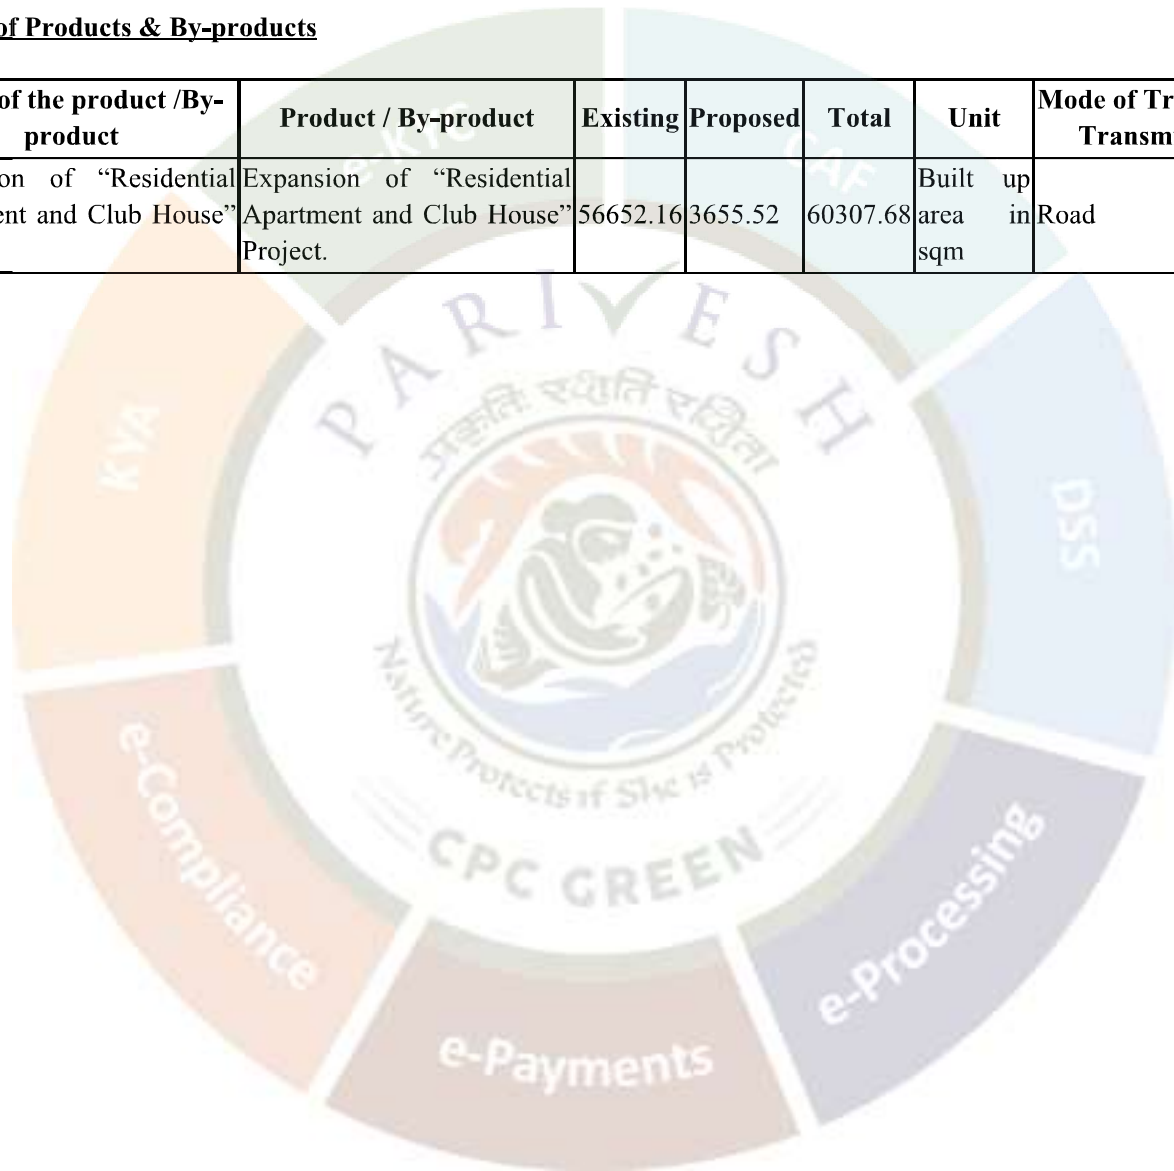 of Products & By-products
of the product /By-product
Product / By-product
Existing
Proposed
Total
Unit
Mode of Tr
Transm
on of “Residential
ent and Club House”
Expansion of “Residential
Apartment and Club House”
Project.
56652.16
3655.52
60307.68
Built up
area in
sqm
Road
e-KYC
CAF
PARIVESH
प्रकृतिः रक्षति रक्षिता
KYA
DSS
Nature Protects if She is Protected
CPC GREEN
e-Compliance
e-Processing
e-Payments